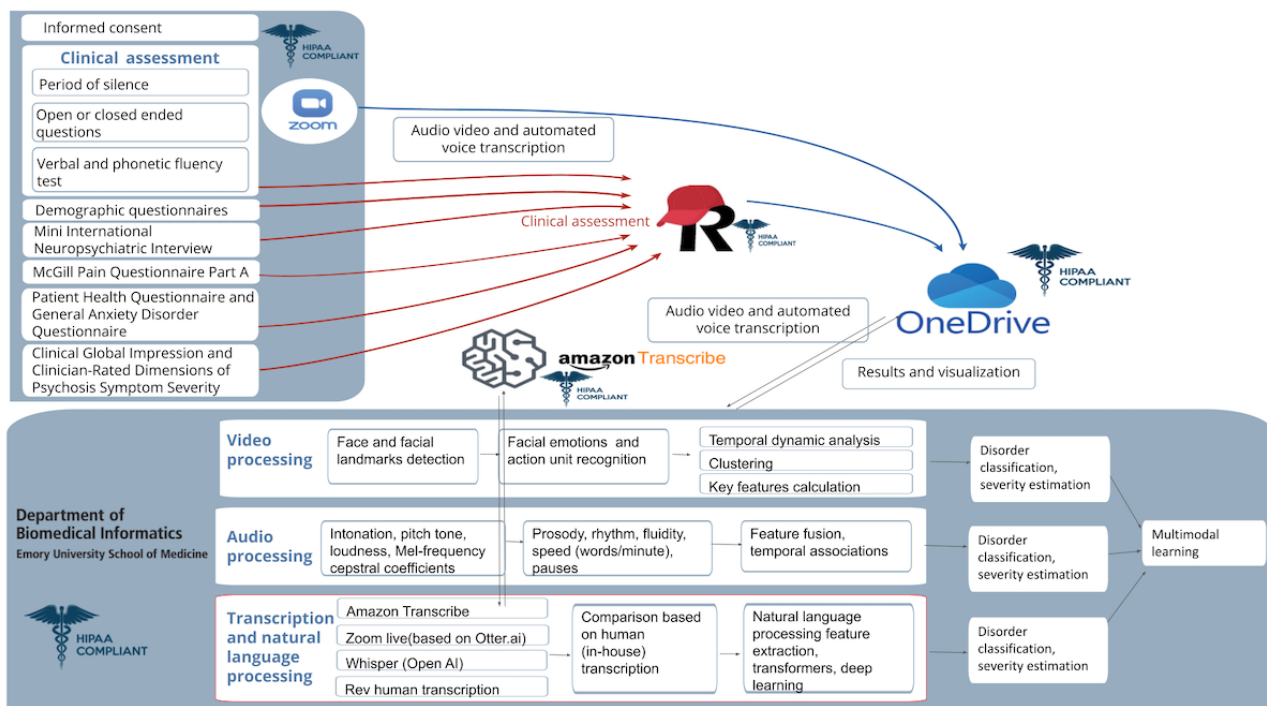 Informed consent
HIPAA
COMPLIANT
Clinical assessment
Period of silence
Open or closed ended
questions
Verbal and phonetic fluency
test
zoom
Demographic questionnaires
Mini International
Neuropsychiatric Interview
McGill Pain Questionnaire Part A
Patient Health Questionnaire and
General Anxiety Disorder
Questionnaire
Clinical Global Impression and
Clinician-Rated Dimensions of
Psychosis Symptom Severity
Audio video and automated
voice transcription
Clinical assessment
R
HIPAA
COMPLIANT
HIPAA
COMPLIANT
OneDrive
Audio video and automated
voice transcription
Results and visualization
amazon Transcribe
HIPAA
COMPLIANT
Department of
Biomedical Informatics
Emory University School of Medicine
HIPAA
COMPLIANT
Video
processing
Face and facial
landmarks detection
Facial emotions and
action unit recognition
Temporal dynamic analysis
Clustering
Key features calculation
Disorder
classification,
severity estimation
Audio
processing
Intonation, pitch tone,
loudness, Mel-frequency
cepstral coefficients
Prosody, rhythm, fluidity,
speed (words/minute),
pauses
Feature fusion,
temporal associations
Disorder
classification,
severity estimation
Multimodal
learning
Transcription
and natural
language
processing
Amazon Transcribe
Zoom live(based on Otter.ai)
Whisper (Open AI)
Rev human transcription
Comparison based
on human
(in-house)
transcription
Natural language
processing feature
extraction,
transformers, deep
learning
Disorder
classification,
severity estimation